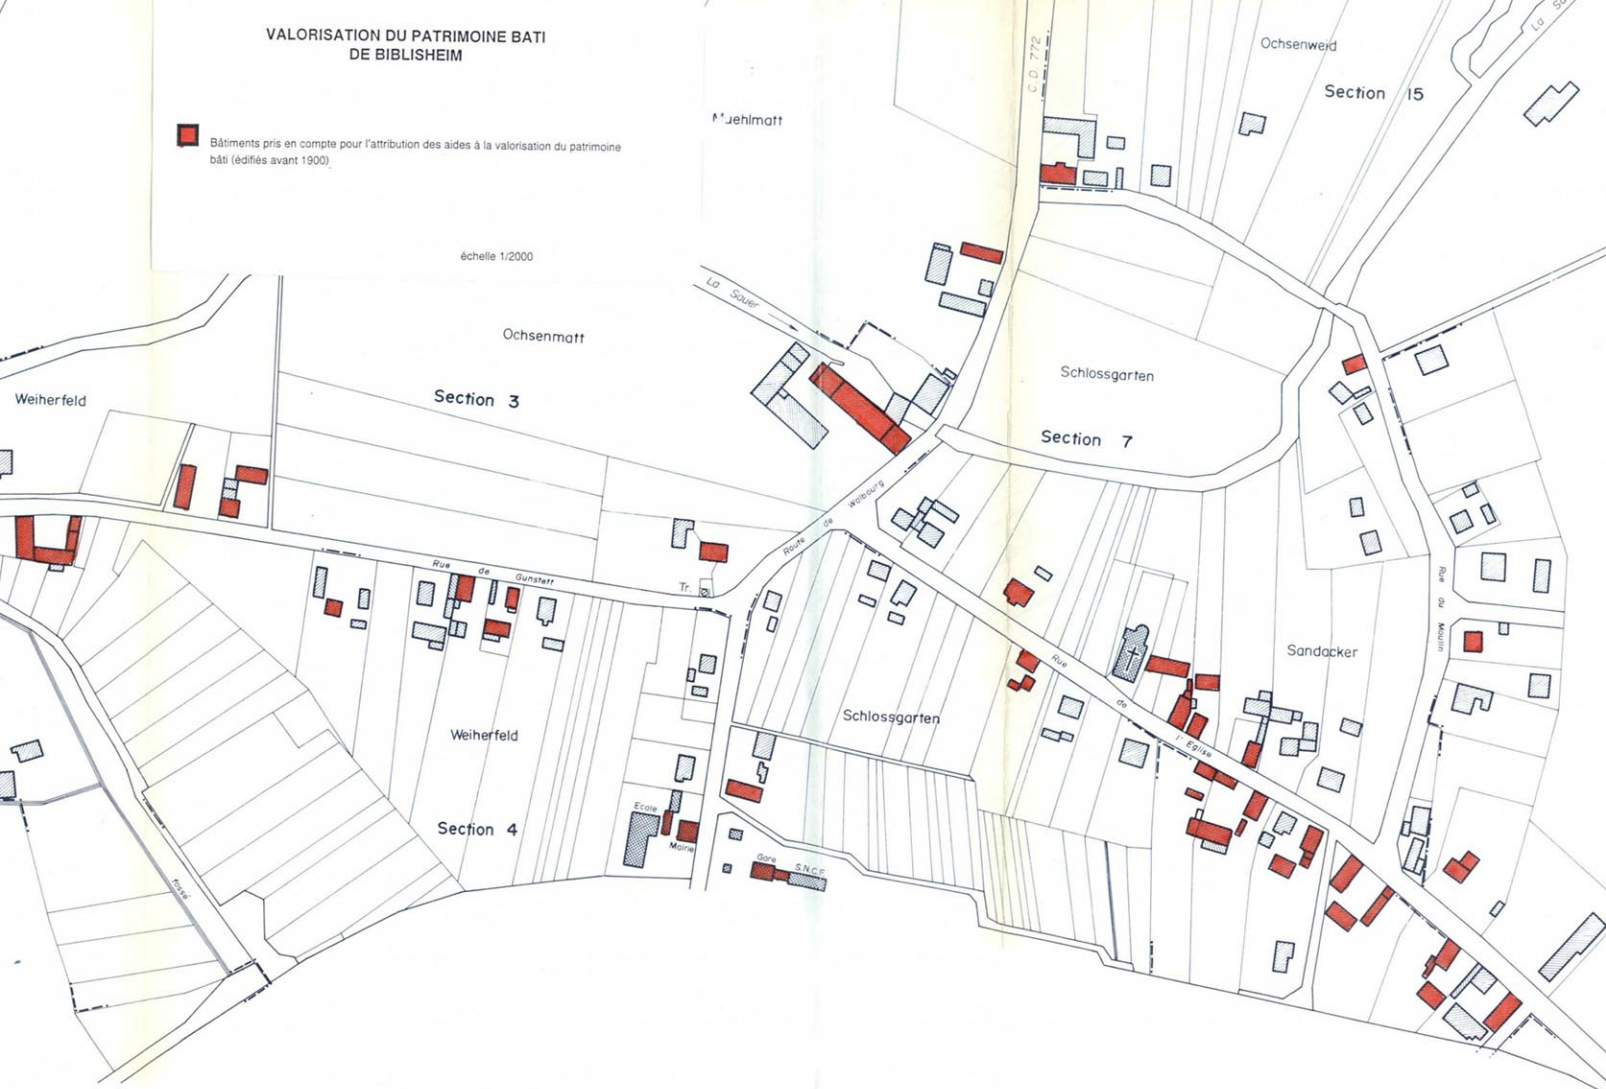 VALORISATION DU PATRIMOINE BATI
DE BIBLISHEIM
Bâtiments pris en compte pour l'attribution des aides à la valorisation du patrimoine
bâti (édifiés avant 1900)
échelle 1/2000
Muehlmatt
C.D. 772
Ochsenweid
Section 15
La
La Sauer
Ochsenmatt
Section 3
Weiherfeld
Schlossgarten
Section 7
Route de Walbourg
Rue de Gunstett
Tr.
Rue du Moulin
Sandacker
Rue de l'Eglise
Schlossgarten
Weiherfeld
Section 4
Ecole
Mairie
Gare S.N.C.F.
fossé